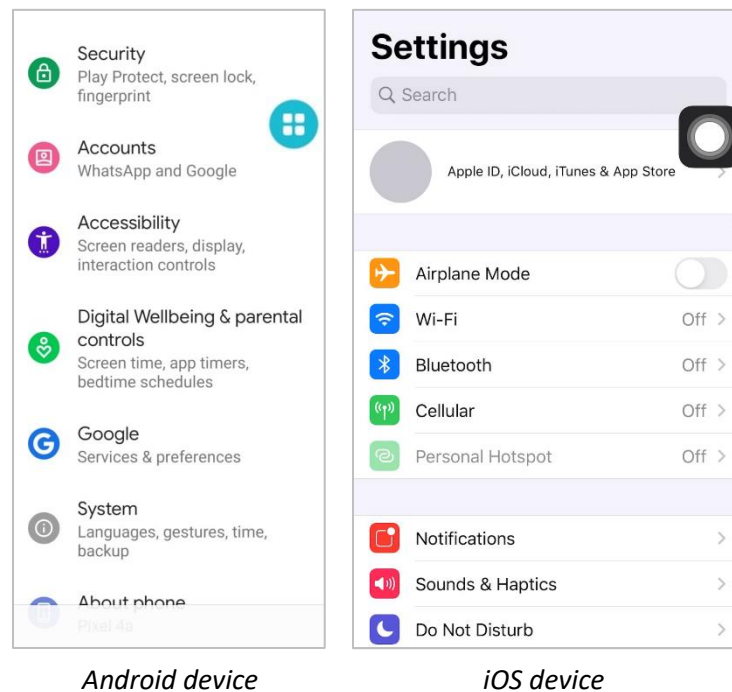 Security
Play Protect, screen lock,
fingerprint
Accounts
WhatsApp and Google
Accessibility
Screen readers, display,
interaction controls
Digital Wellbeing & parental
controls
Screen time, app timers,
bedtime schedules
Google
Services & preferences
System
Languages, gestures, time,
backup
About phone
Pixel 4a
Android device
Settings
Search
Apple ID, iCloud, iTunes & App Store
Airplane Mode
Wi-Fi Off
Bluetooth Off
Cellular Off
Personal Hotspot Off
Notifications
Sounds & Haptics
Do Not Disturb
iOS device